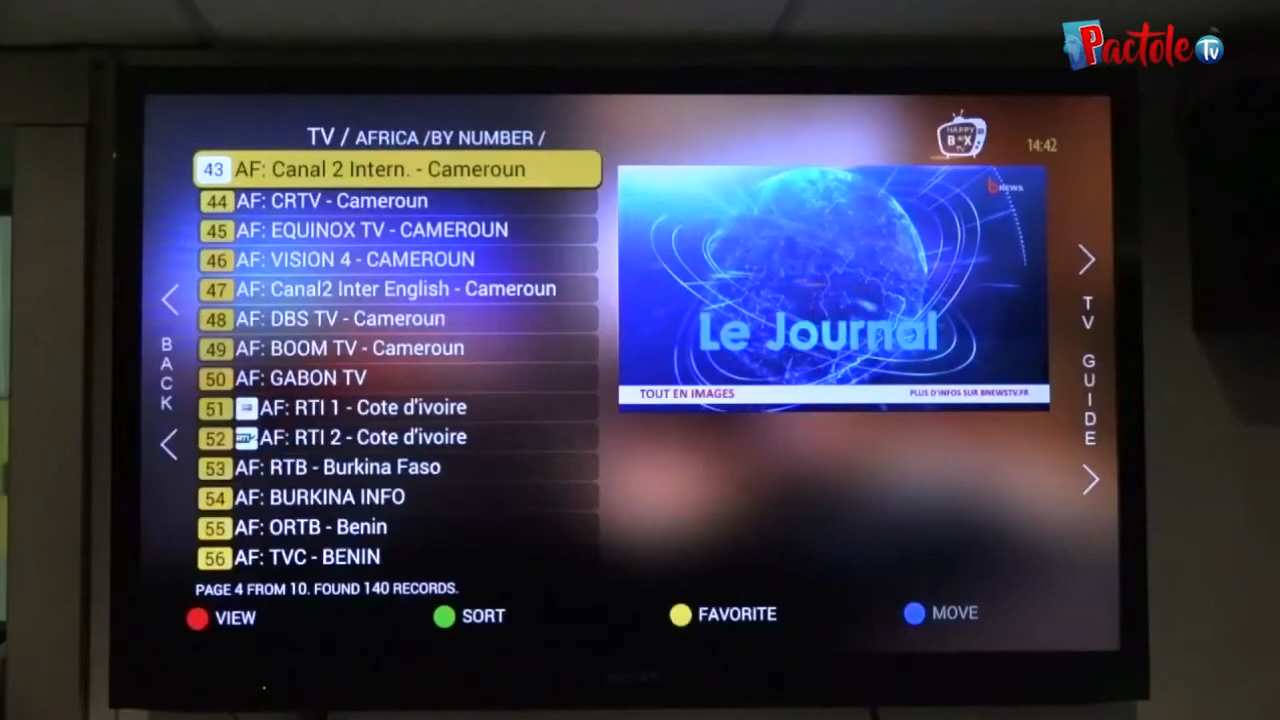 Pactole Tv
TV / AFRICA /BY NUMBER /
HAPPY
BOX
TV
14:42
43 AF: Canal 2 Intern. - Cameroun
44 AF: CRTV - Cameroun
45 AF: EQUINOX TV - CAMEROUN
46 AF: VISION 4 - CAMEROUN
47 AF: Canal2 Inter English - Cameroun
48 AF: DBS TV - Cameroun
49 AF: BOOM TV - Cameroun
50 AF: GABON TV
51 AF: RTI 1 - Cote d'ivoire
52 AF: RTI 2 - Cote d'ivoire
53 AF: RTB - Burkina Faso
54 AF: BURKINA INFO
55 AF: ORTB - Benin
56 AF: TVC - BENIN
PAGE 4 FROM 10. FOUND 140 RECORDS.
VIEW
SORT
FAVORITE
MOVE
BACK
bNEWS
Le Journal
TOUT EN IMAGES
PLUS D'INFOS SUR BNEWSTV.FR
TV GUIDE